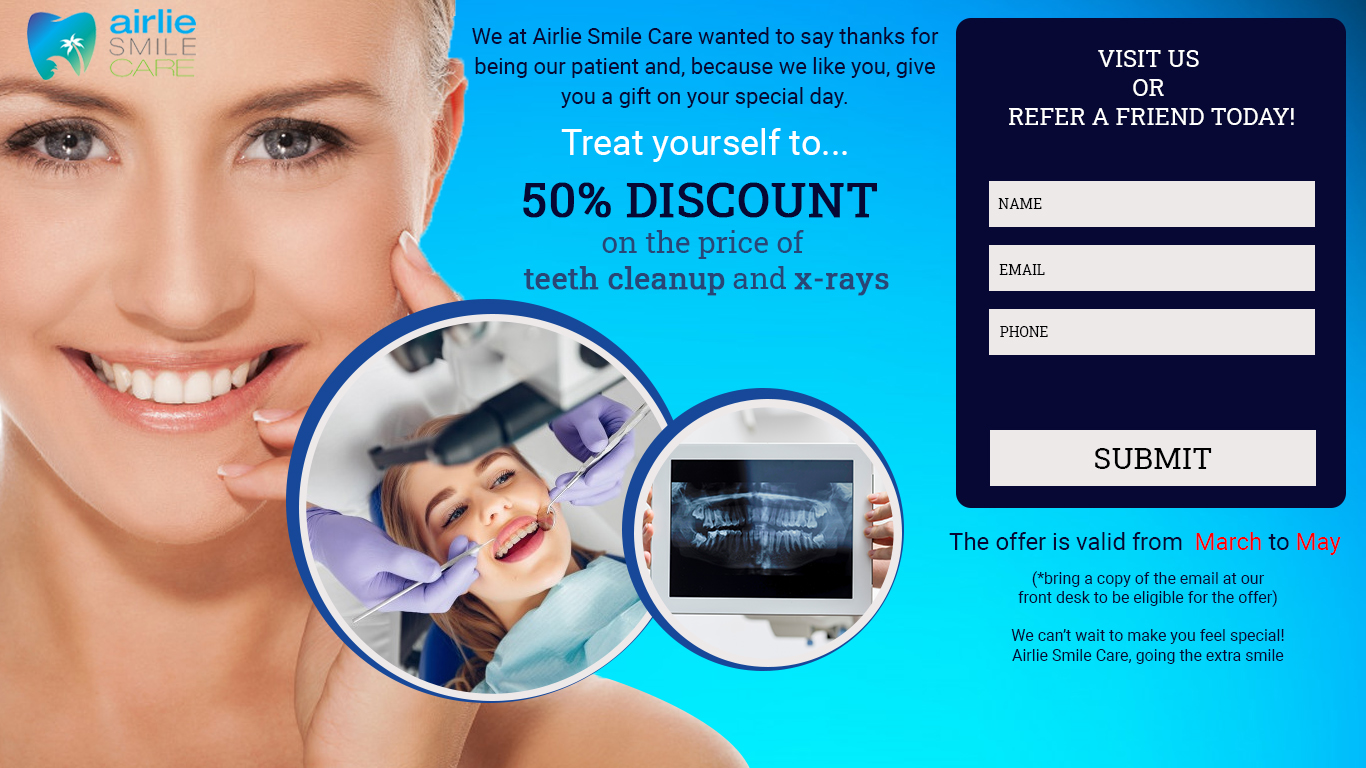 airlie
SMILE
CARE
We at Airlie Smile Care wanted to say thanks for
being our patient and, because we like you, give
you a gift on your special day.
Treat yourself to...
50% DISCOUNT
on the price of
teeth cleanup and x-rays
VISIT US
OR
REFER A FRIEND TODAY!
NAME
EMAIL
PHONE
SUBMIT
The offer is valid from March to May
(*bring a copy of the email at our
front desk to be eligible for the offer)
We can't wait to make you feel special!
Airlie Smile Care, going the extra smile